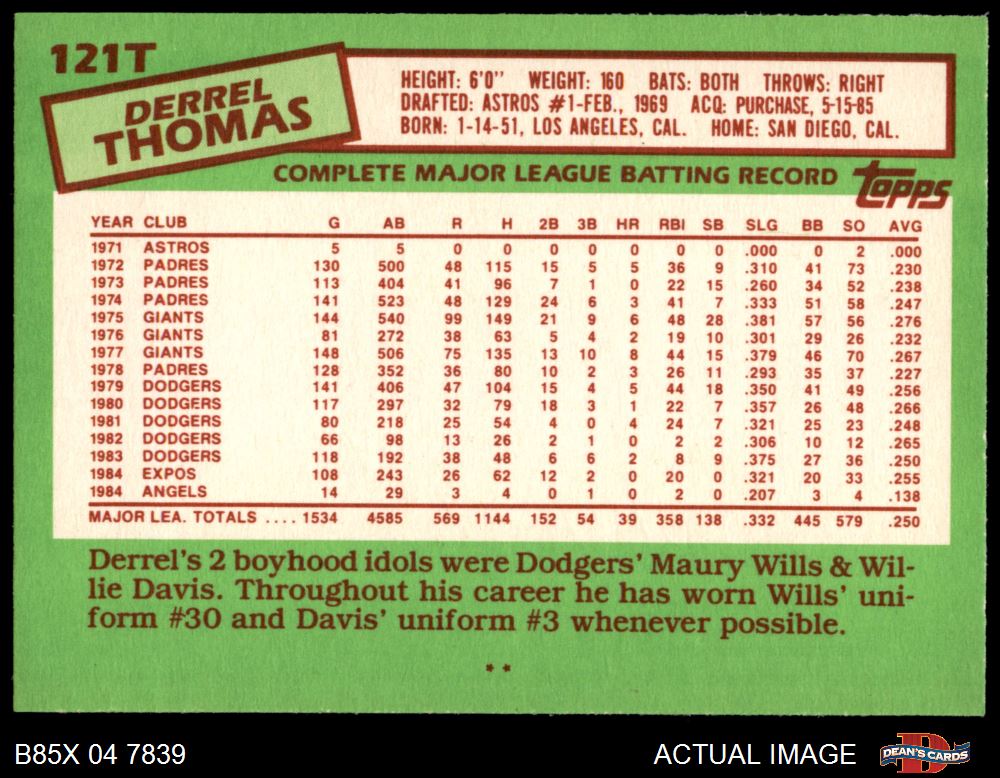 121T
DERREL
THOMAS
HEIGHT: 6'0" WEIGHT: 160 BATS: BOTH THROWS: RIGHT
DRAFTED: ASTROS #1-FEB., 1969 ACQ: PURCHASE, 5-15-85
BORN: 1-14-51, LOS ANGELES, CAL. HOME: SAN DIEGO, CAL.
COMPLETE MAJOR LEAGUE BATTING RECORD topps
YEAR CLUB G AB R H 2B 3B HR RBI SB SLG BB SO AVG
1971 ASTROS 5 5 0 0 0 0 0 0 0 .000 0 2 .000
1972 PADRES 130 500 48 115 15 5 5 36 9 .310 41 73 .230
1973 PADRES 113 404 41 96 7 1 0 22 15 .260 34 52 .238
1974 PADRES 141 523 48 129 24 6 3 41 7 .333 51 58 .247
1975 GIANTS 144 540 99 149 21 9 6 48 28 .381 57 56 .276
1976 GIANTS 81 272 38 63 5 4 2 19 10 .301 29 26 .232
1977 GIANTS 148 506 75 135 13 10 8 44 15 .379 46 70 .267
1978 PADRES 128 352 36 80 10 2 3 26 11 .293 35 37 .227
1979 DODGERS 141 406 47 104 15 4 5 44 18 .350 41 49 .256
1980 DODGERS 117 297 32 79 18 3 1 22 7 .357 26 48 .266
1981 DODGERS 80 218 25 54 4 0 4 24 7 .321 25 23 .248
1982 DODGERS 66 98 13 26 2 1 0 2 2 .306 10 12 .265
1983 DODGERS 118 192 38 48 6 6 2 8 9 .375 27 36 .250
1984 EXPOS 108 243 26 62 12 2 0 20 0 .321 20 33 .255
1984 ANGELS 14 29 3 4 0 1 0 2 0 .207 3 4 .138
MAJOR LEA. TOTALS .... 1534 4585 569 1144 152 54 39 358 138 .332 445 579 .250
Derrel's 2 boyhood idols were Dodgers' Maury Wills & Wil-
lie Davis. Throughout his career he has worn Wills' uni-
form #30 and Davis' uniform #3 whenever possible.
**
B85X 04 7839 ACTUAL IMAGE DEAN'S CARDS